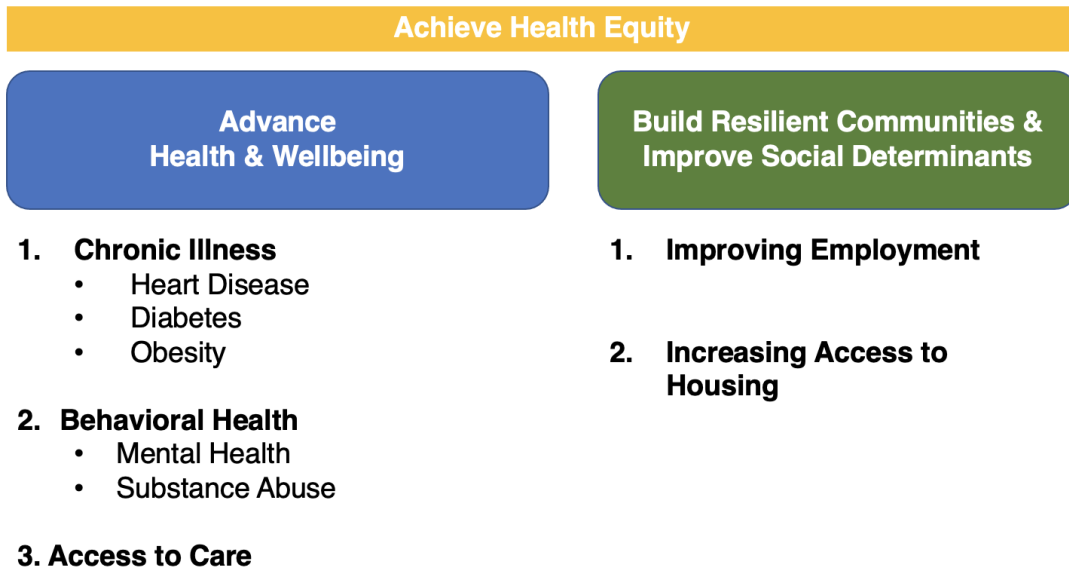 Achieve Health Equity
Advance
Health & Wellbeing
1. Chronic Illness
• Heart Disease
• Diabetes
• Obesity
2. Behavioral Health
• Mental Health
• Substance Abuse
3. Access to Care
Build Resilient Communities &
Improve Social Determinants
1. Improving Employment
2. Increasing Access to
Housing